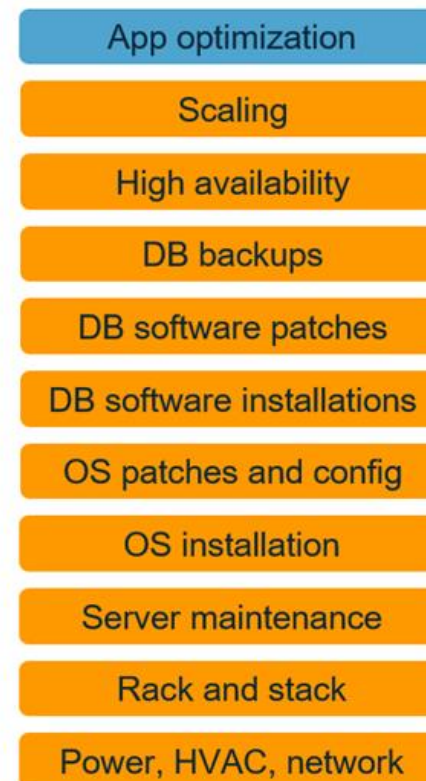 App optimization
Scaling
High availability
DB backups
DB software patches
DB software installations
OS patches and config
OS installation
Server maintenance
Rack and stack
Power, HVAC, network